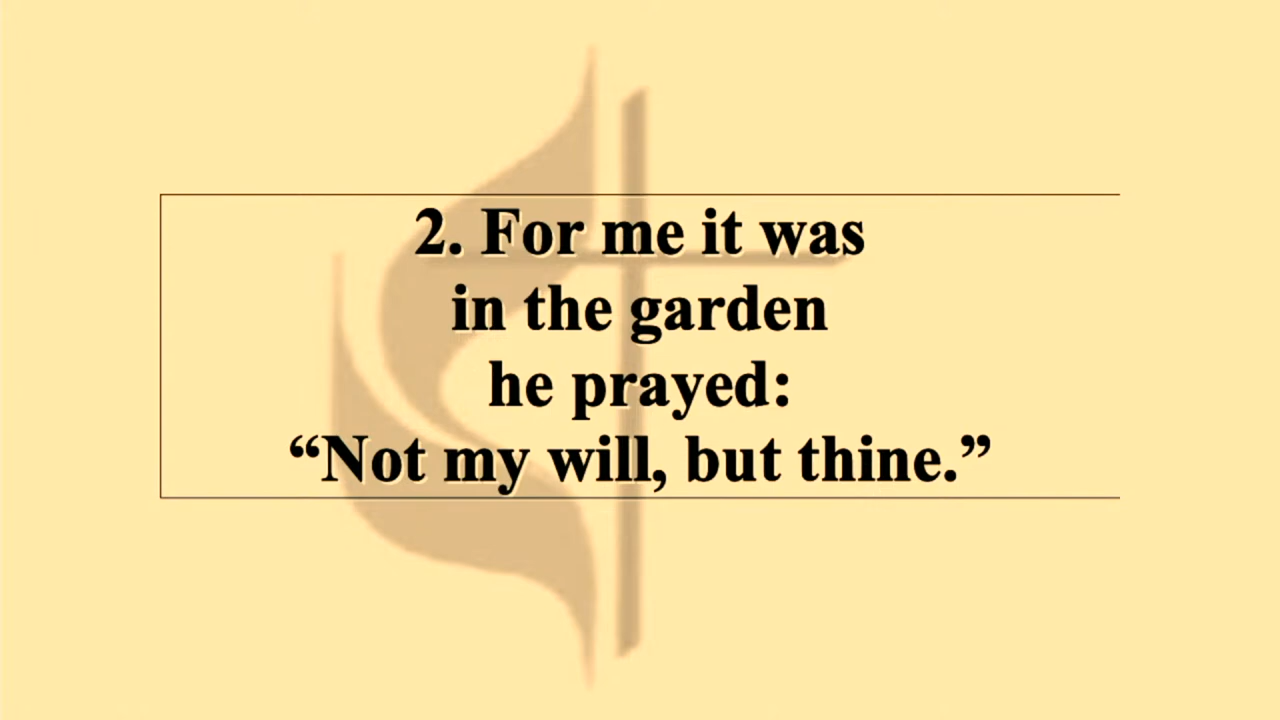 2. For me it was
in the garden
he prayed:
“Not my will, but thine.”